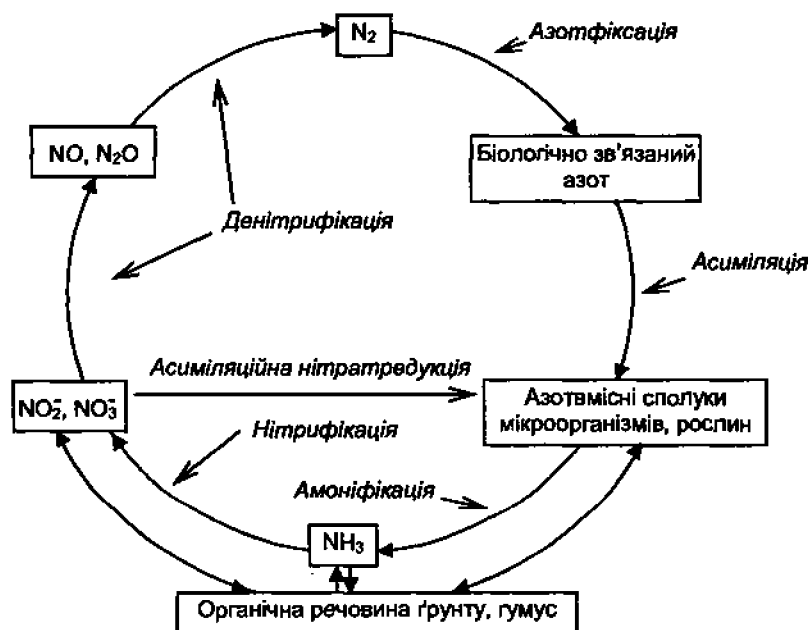 N₂
Азотфіксація
NO, N₂O
Біологічно зв'язаний
азот
Денітрифікація
Асиміляція
Асиміляційна нітратредукція
NO₂⁻, NO₃⁻
Азотвмісні сполуки
мікроорганізмів, рослин
Нітрифікація
Амоніфікація
NH₃
Органічна речовина ґрунту, гумус